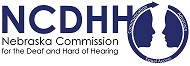 NCDHH
Nebraska Commission
for the Deaf and Hard of Hearing